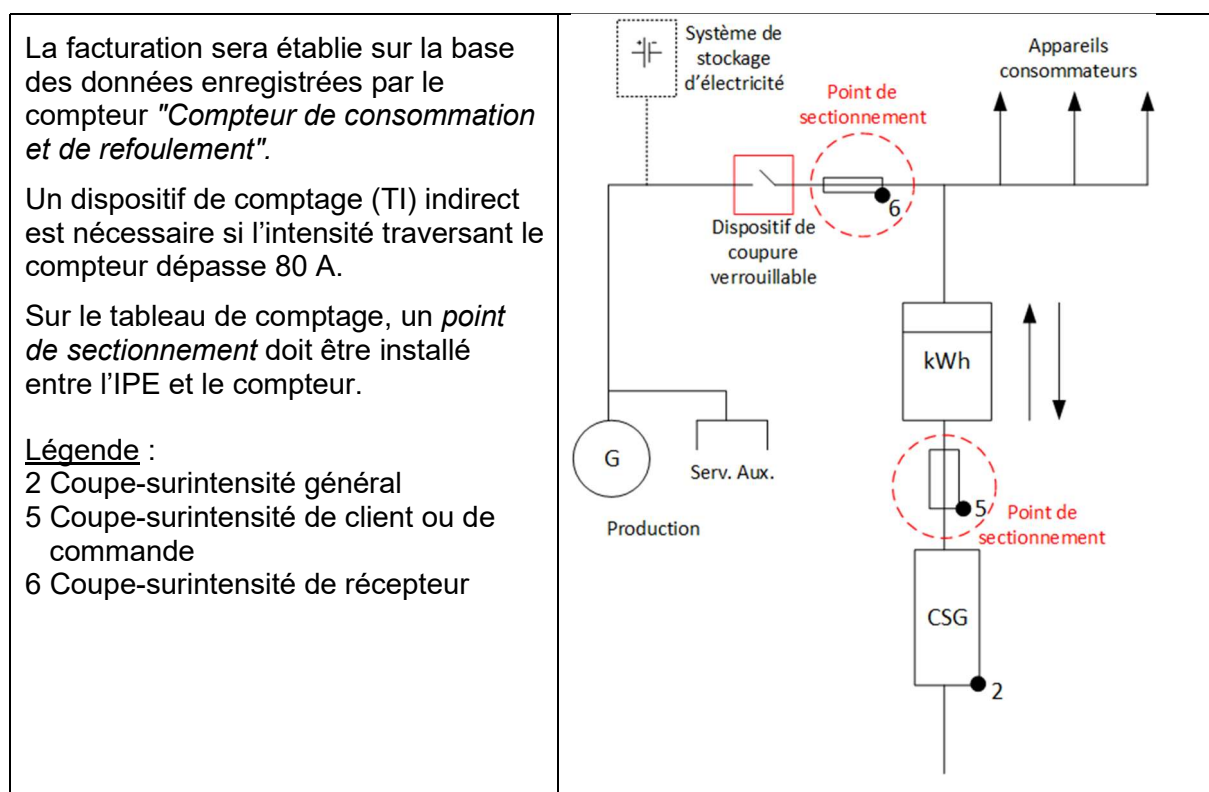 La facturation sera établie sur la base
des données enregistrées par le
compteur "Compteur de consommation
et de refoulement".
Un dispositif de comptage (TI) indirect
est nécessaire si l'intensité traversant le
compteur dépasse 80 A.
Sur le tableau de comptage, un point
de sectionnement doit être installé
entre l'IPE et le compteur.
Légende :
2 Coupe-surintensité général
5 Coupe-surintensité de client ou de
commande
6 Coupe-surintensité de récepteur
Système de
stockage
d'électricité
Appareils
consommateurs
Point de
sectionnement
6
Dispositif de
coupure
verrouillable
kWh
G
Serv. Aux.
Production
5
Point de
sectionnement
CSG
2